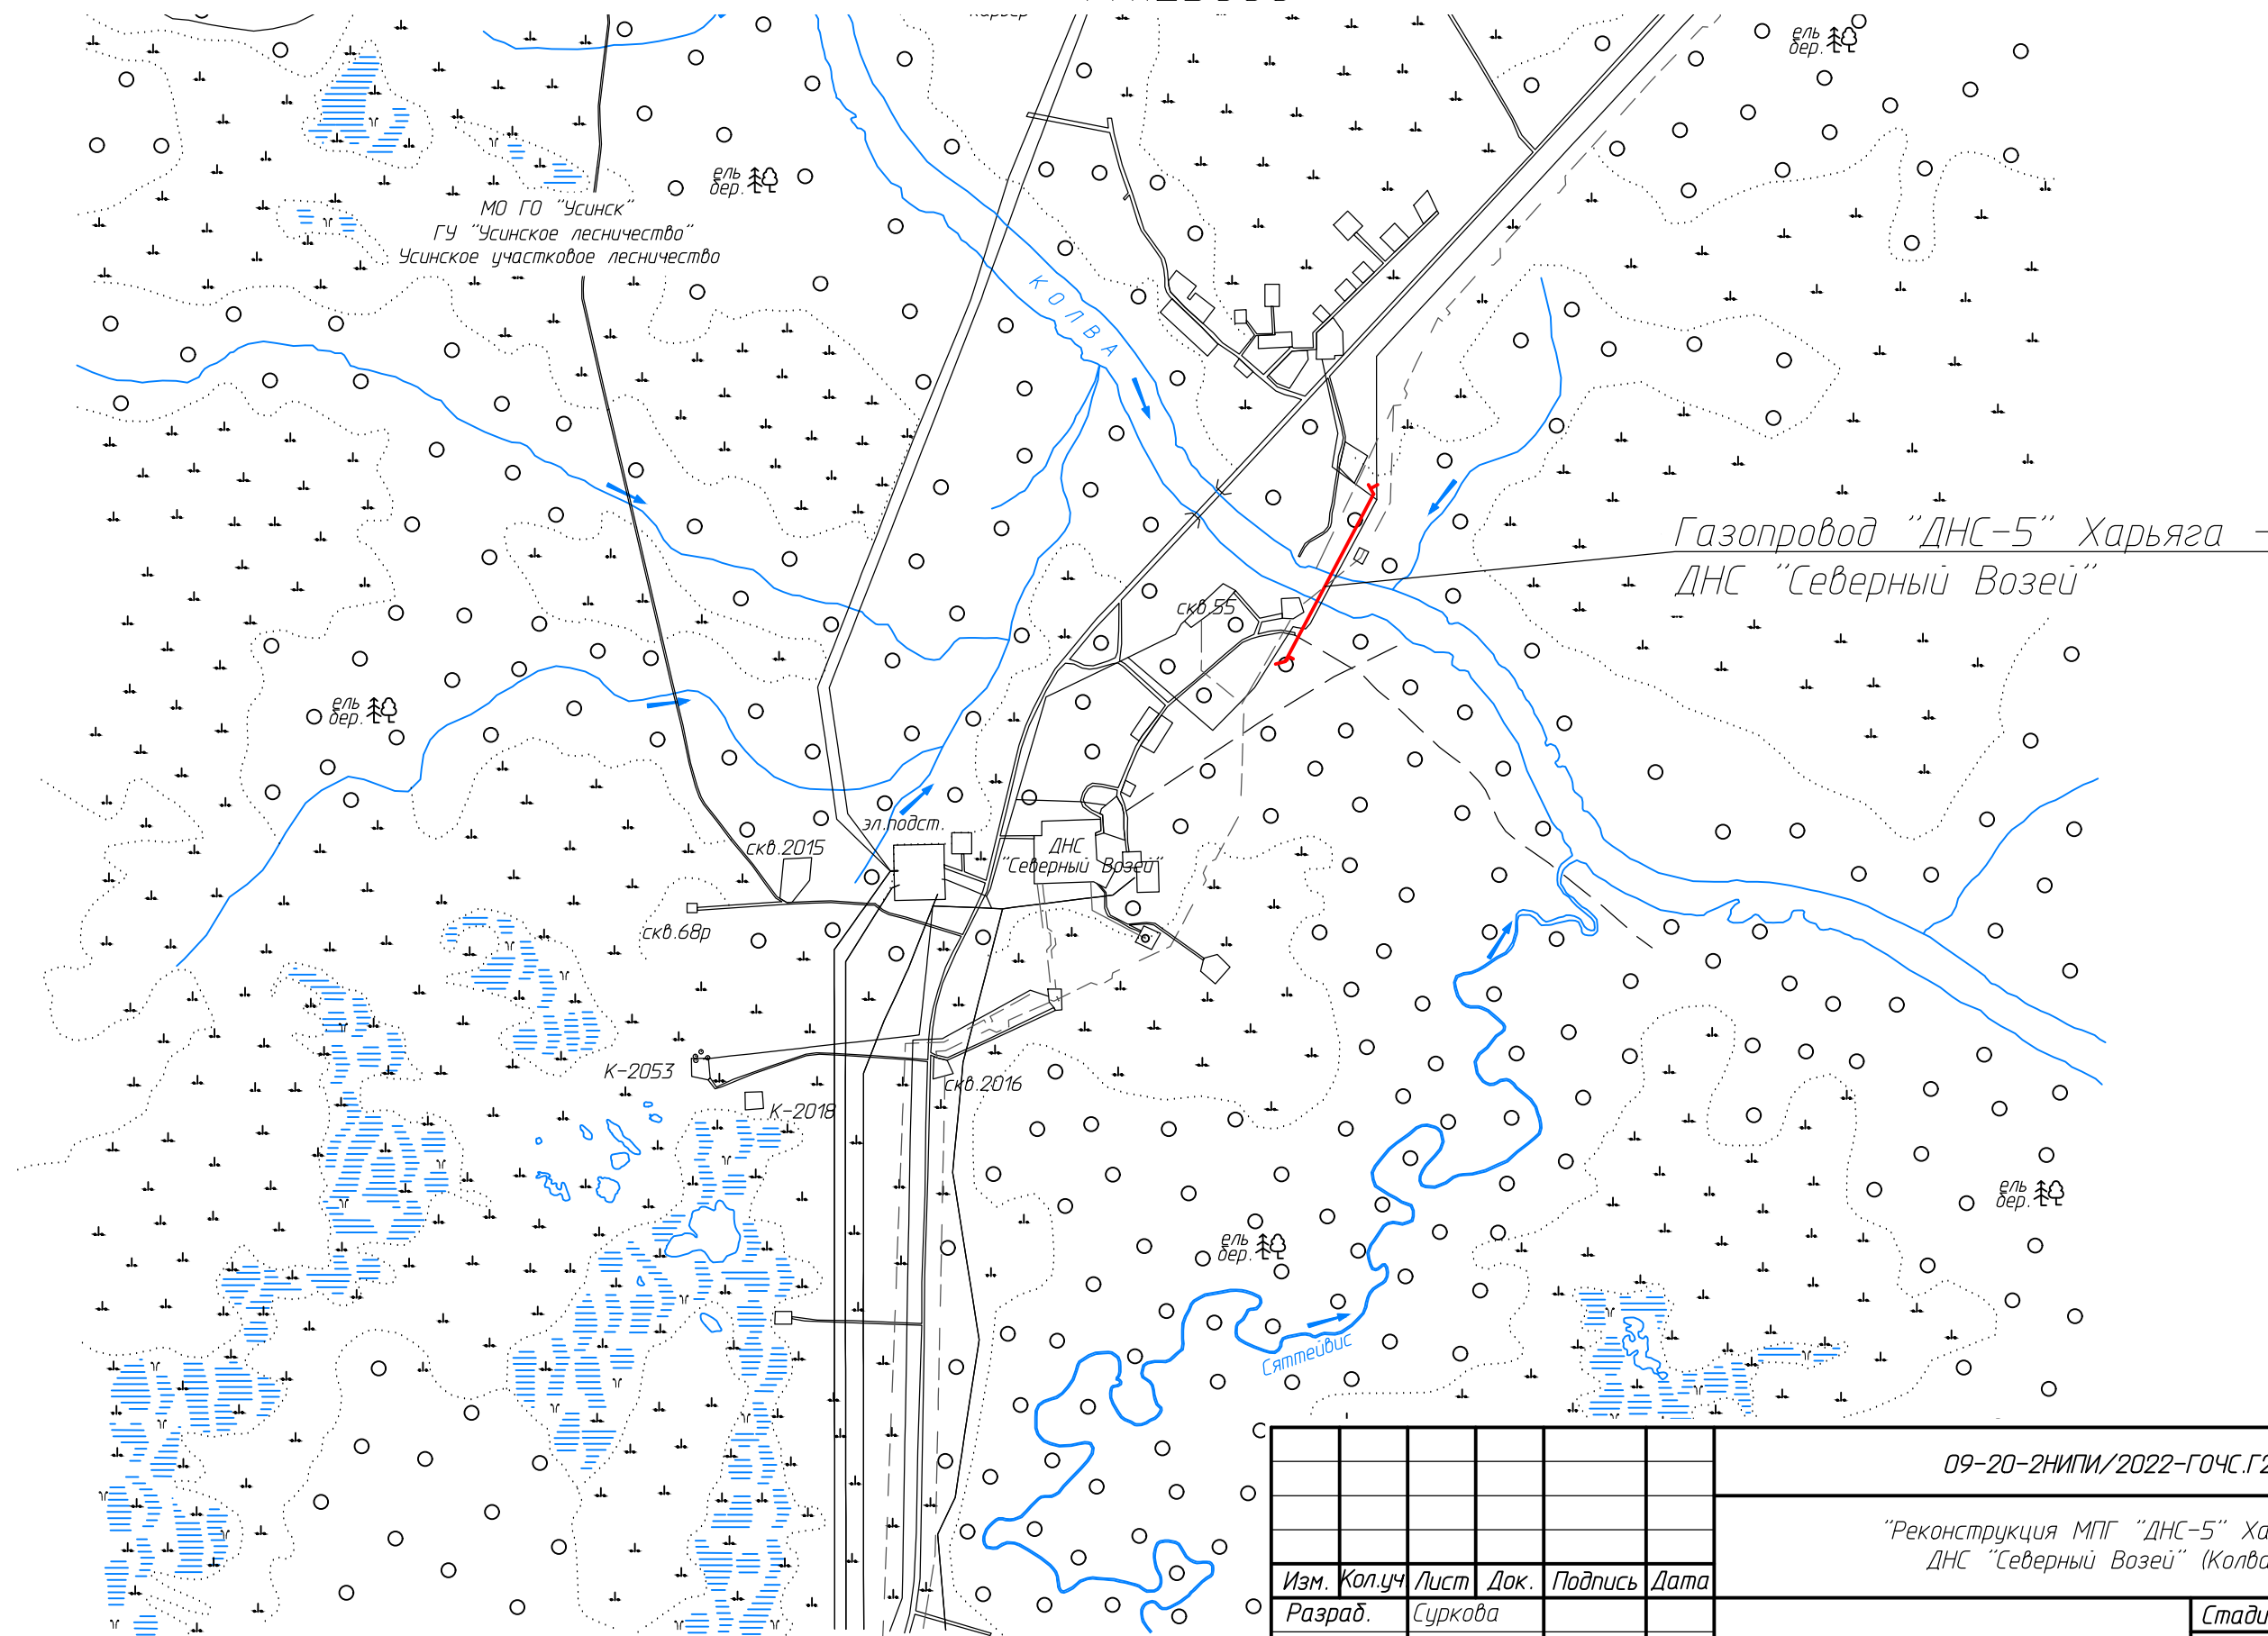 карьер
ель
бер.
ель
бер.
МО ГО "Усинск"
ГУ "Усинское лесничество"
Усинское участковое лесничество
КОЛВА
Газопровод "ДНС-5" Харьяга -
ДНС "Северный Возей"
скв.55
ель
бер.
эл.подст.
скв.2015
ДНС
"Северный Возей"
скв.68р
К-2053
скв.2016
К-2018
ель
бер.
ель
бер.
Сяттейвис
09-20-2НИПИ/2022-ГОЧС.Г2
"Реконструкция МПГ "ДНС-5" Ха
ДНС "Северный Возей" (Колва
Изм. Кол.уч Лист Док. Подпись Дата
Разраб. Суркова
Стади